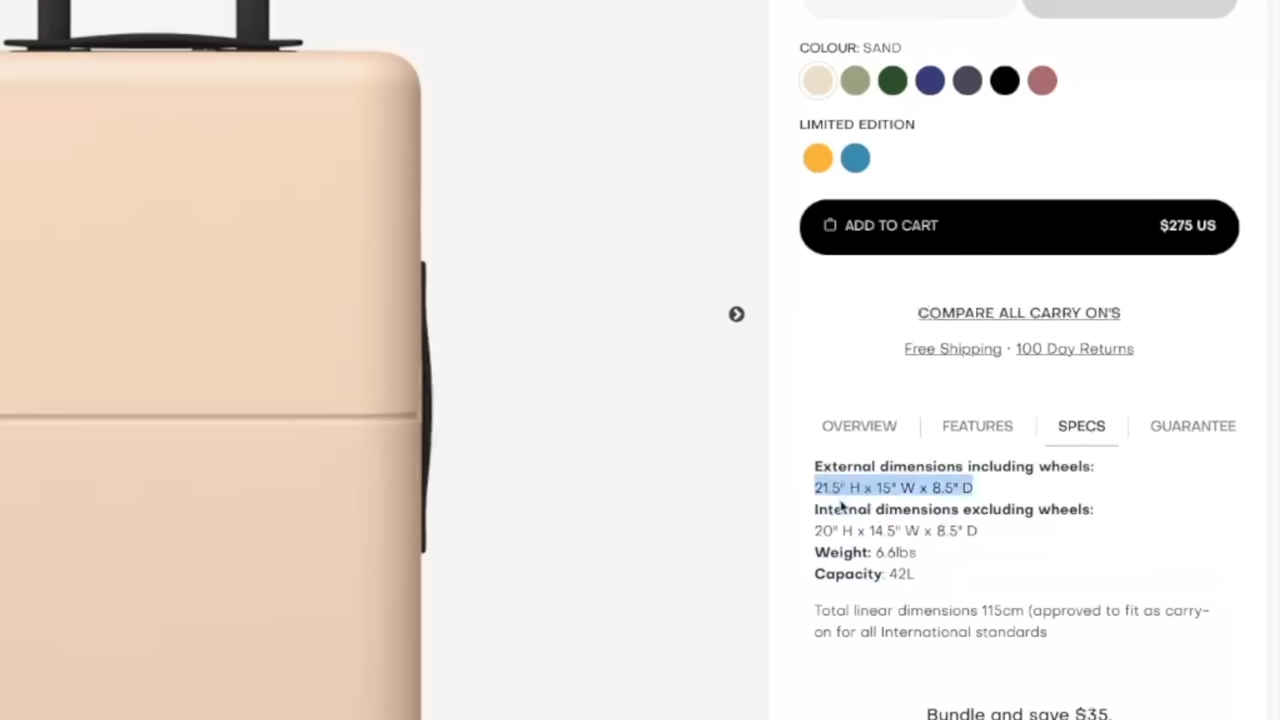 COLOUR: SAND
LIMITED EDITION
ADD TO CART $275 US
COMPARE ALL CARRY ON'S
Free Shipping · 100 Day Returns
OVERVIEW FEATURES SPECS GUARANTEE
External dimensions including wheels:
21.5" H x 15" W x 8.5" D
Internal dimensions excluding wheels:
20" H x 14.5" W x 8.5" D
Weight: 6.6lbs
Capacity: 42L
Total linear dimensions 115cm (approved to fit as carry-
on for all International standards
Bundle and save $35.